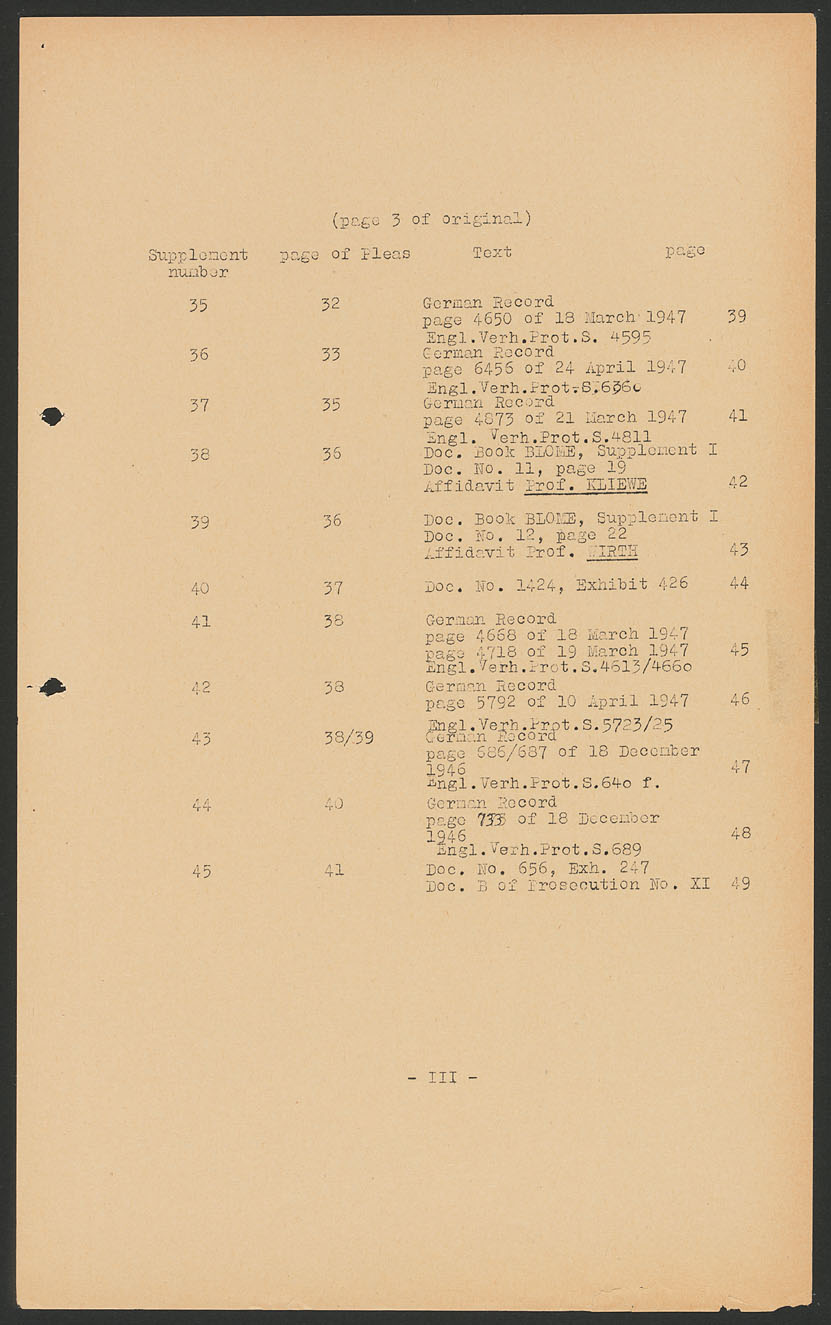 (page 3 of original)
Supplement page of Pleas Text page
number
35 32 German Record
page 4650 of 18 March 1947 39
Engl.Verh.Prot.S. 4595
36 33 German Record
page 6456 of 24 April 1947 40
Engl.Verh.Prot.S.
37 35 German Record
page 4873 of 21 March 1947 41
Engl. Verh.Prot.S.4811
38 36 Doc. Book BLOME, Supplement I
Doc. No. 11, page 19
Affidavit Prof. KLIEWE 42
39 36 Doc. Book BLOME, Supplement I
Doc. No. 12, page 22
Affidavit Prof. WIRTH 43
40 37 Doc. No. 1424, Exhibit 426 44
41 38 German Record
page 4668 of 18 March 1947
page 4718 of 19 March 1947 45
Engl.Verh.Prot.S.4613/466o
42 38 German Record
page 5792 of 10 April 1947 46
Engl.Verh.Prot.S.5723/25
43 38/39 German Record
page 686/687 of 18 December
1946 47
Engl.Verh.Prot.S.64o f.
44 40 German Record
page of 18 December
1946 48
Engl.Verh.Prot.S.689
45 41 Doc. No. 656, Exh. 247
Doc. B of Prosecution No. XI 49
- III -